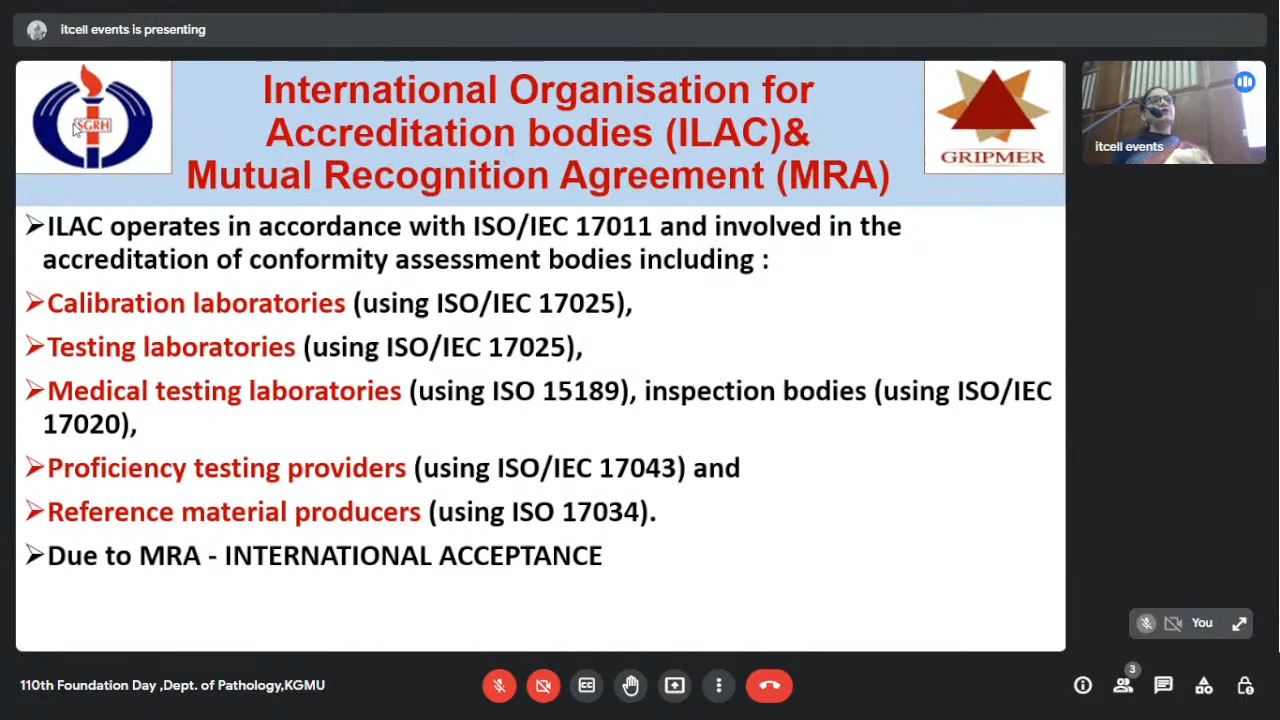 itcell events is presenting
SGRH
International Organisation for
Accreditation bodies (ILAC)&
Mutual Recognition Agreement (MRA)
GRIPMER
itcell events
ILAC operates in accordance with ISO/IEC 17011 and involved in the
accreditation of conformity assessment bodies including :
Calibration laboratories (using ISO/IEC 17025),
Testing laboratories (using ISO/IEC 17025),
Medical testing laboratories (using ISO 15189), inspection bodies (using ISO/IEC
17020),
Proficiency testing providers (using ISO/IEC 17043) and
Reference material producers (using ISO 17034).
Due to MRA - INTERNATIONAL ACCEPTANCE
You
110th Foundation Day ,Dept. of Pathology,KGMU
3